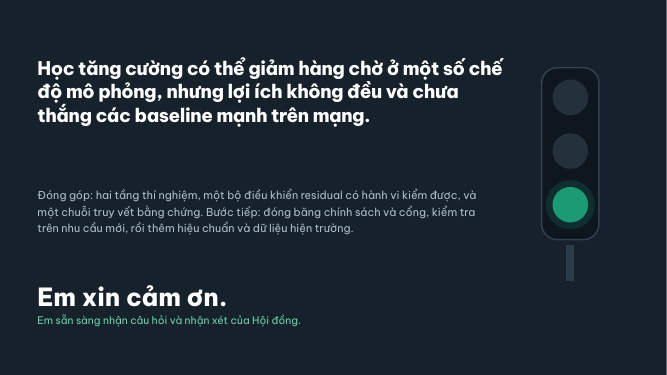 Học tăng cường có thể giảm hàng chờ ở một số chế
độ mô phỏng, nhưng lợi ích không đều và chưa
thắng các baseline mạnh trên mạng.
Đóng góp: hai tầng thí nghiệm, một bộ điều khiển residual có hành vi kiểm được, và
một chuỗi truy vết bằng chứng. Bước tiếp: đóng băng chính sách và cổng, kiểm tra
trên nhu cầu mới, rồi thêm hiệu chuẩn và dữ liệu hiện trường.
Em xin cảm ơn.
Em sẵn sàng nhận câu hỏi và nhận xét của Hội đồng.